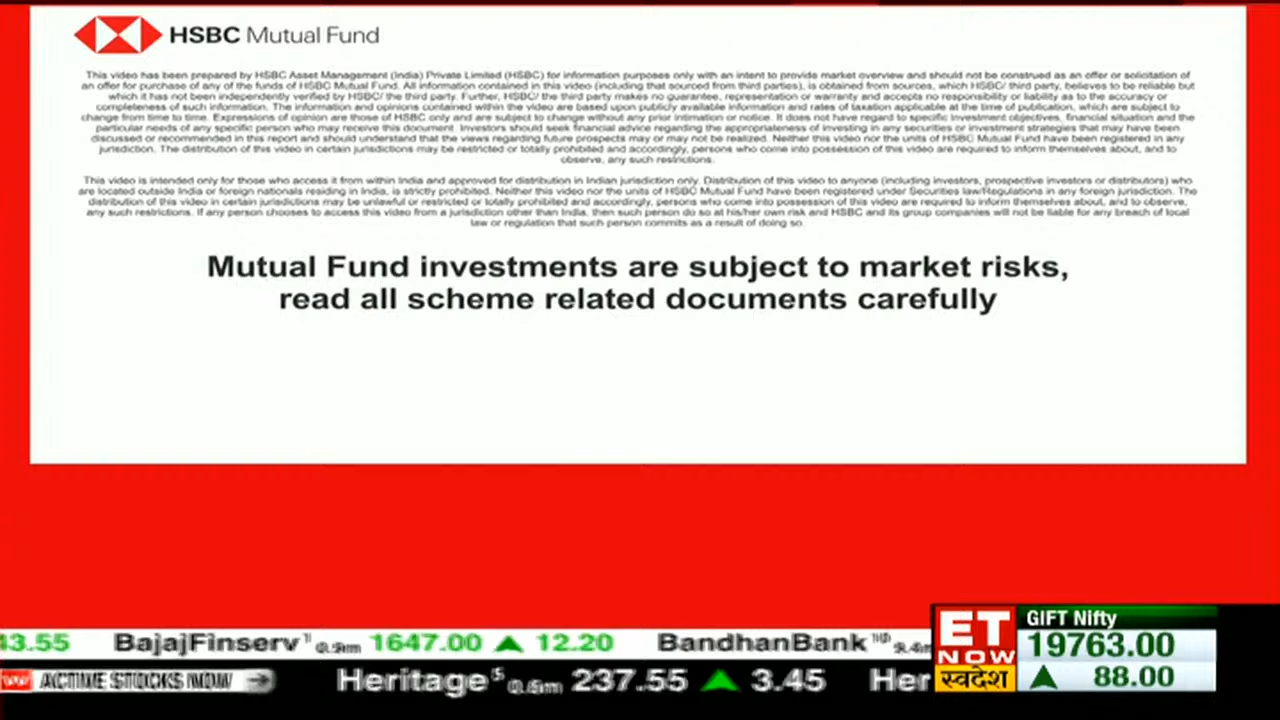 HSBC Mutual Fund
This video has been prepared by HSBC Asset Management (India) Private Limited (HSBC) for information purposes only with an intent to provide market overview and should not be construed as an offer or solicitation of
an offer for purchase of any of the funds of HSBC Mutual Fund. All information contained in this video (including that sourced from third parties), is obtained from sources, which HSBC/ third party, believes to be reliable but
which it has not been independently verified by HSBC/ the third party. Further, HSBC/ the third party makes no guarantee, representation or warranty and accepts no responsibility or liability as to the accuracy or
completeness of such information. The information and opinions contained within the video are based upon publicly available information and rates of taxation applicable at the time of publication, which are subject to
change from time to time. Expressions of opinion are those of HSBC only and are subject to change without any prior intimation or notice. It does not have regard to specific investment objectives, financial situation and the
particular needs of any specific person who may receive this document. Investors should seek financial advice regarding the appropriateness of investing in any securities or investment strategies that may have been
discussed or recommended in this report and should understand that the views regarding future prospects may or may not be realized. Neither this video nor the units of HSBC Mutual Fund have been registered in any
jurisdiction. The distribution of this video in certain jurisdictions may be restricted or totally prohibited and accordingly, persons who come into possession of this video are required to inform themselves about, and to
observe, any such restrictions.
This video is intended only for those who access it from within India and approved for distribution in Indian jurisdiction only. Distribution of this video to anyone (including investors, prospective investors or distributors) who
are located outside India or foreign nationals residing in India, is strictly prohibited. Neither this video nor the units of HSBC Mutual Fund have been registered under Securities law/Regulations in any foreign jurisdiction. The
distribution of this video in certain jurisdictions may be unlawful or restricted or totally prohibited and accordingly, persons who come into possession of this video are required to inform themselves about, and to observe,
any such restrictions. If any person chooses to access this video from a jurisdiction other than India, then such person do so at his/her own risk and HSBC and its group companies will not be liable for any breach of local
law or regulation that such person commits as a result of doing so.
Mutual Fund investments are subject to market risks,
read all scheme related documents carefully
43.55 BajajFinserv 1647.00 ▲ 12.20 BandhanBank
ACTIVE STOCKS NOW Heritage 5 0.6m 237.55 ▲ 3.45 Her
ET
NOW
स्वदेश
GIFT Nifty
19763.00
▲ 88.00